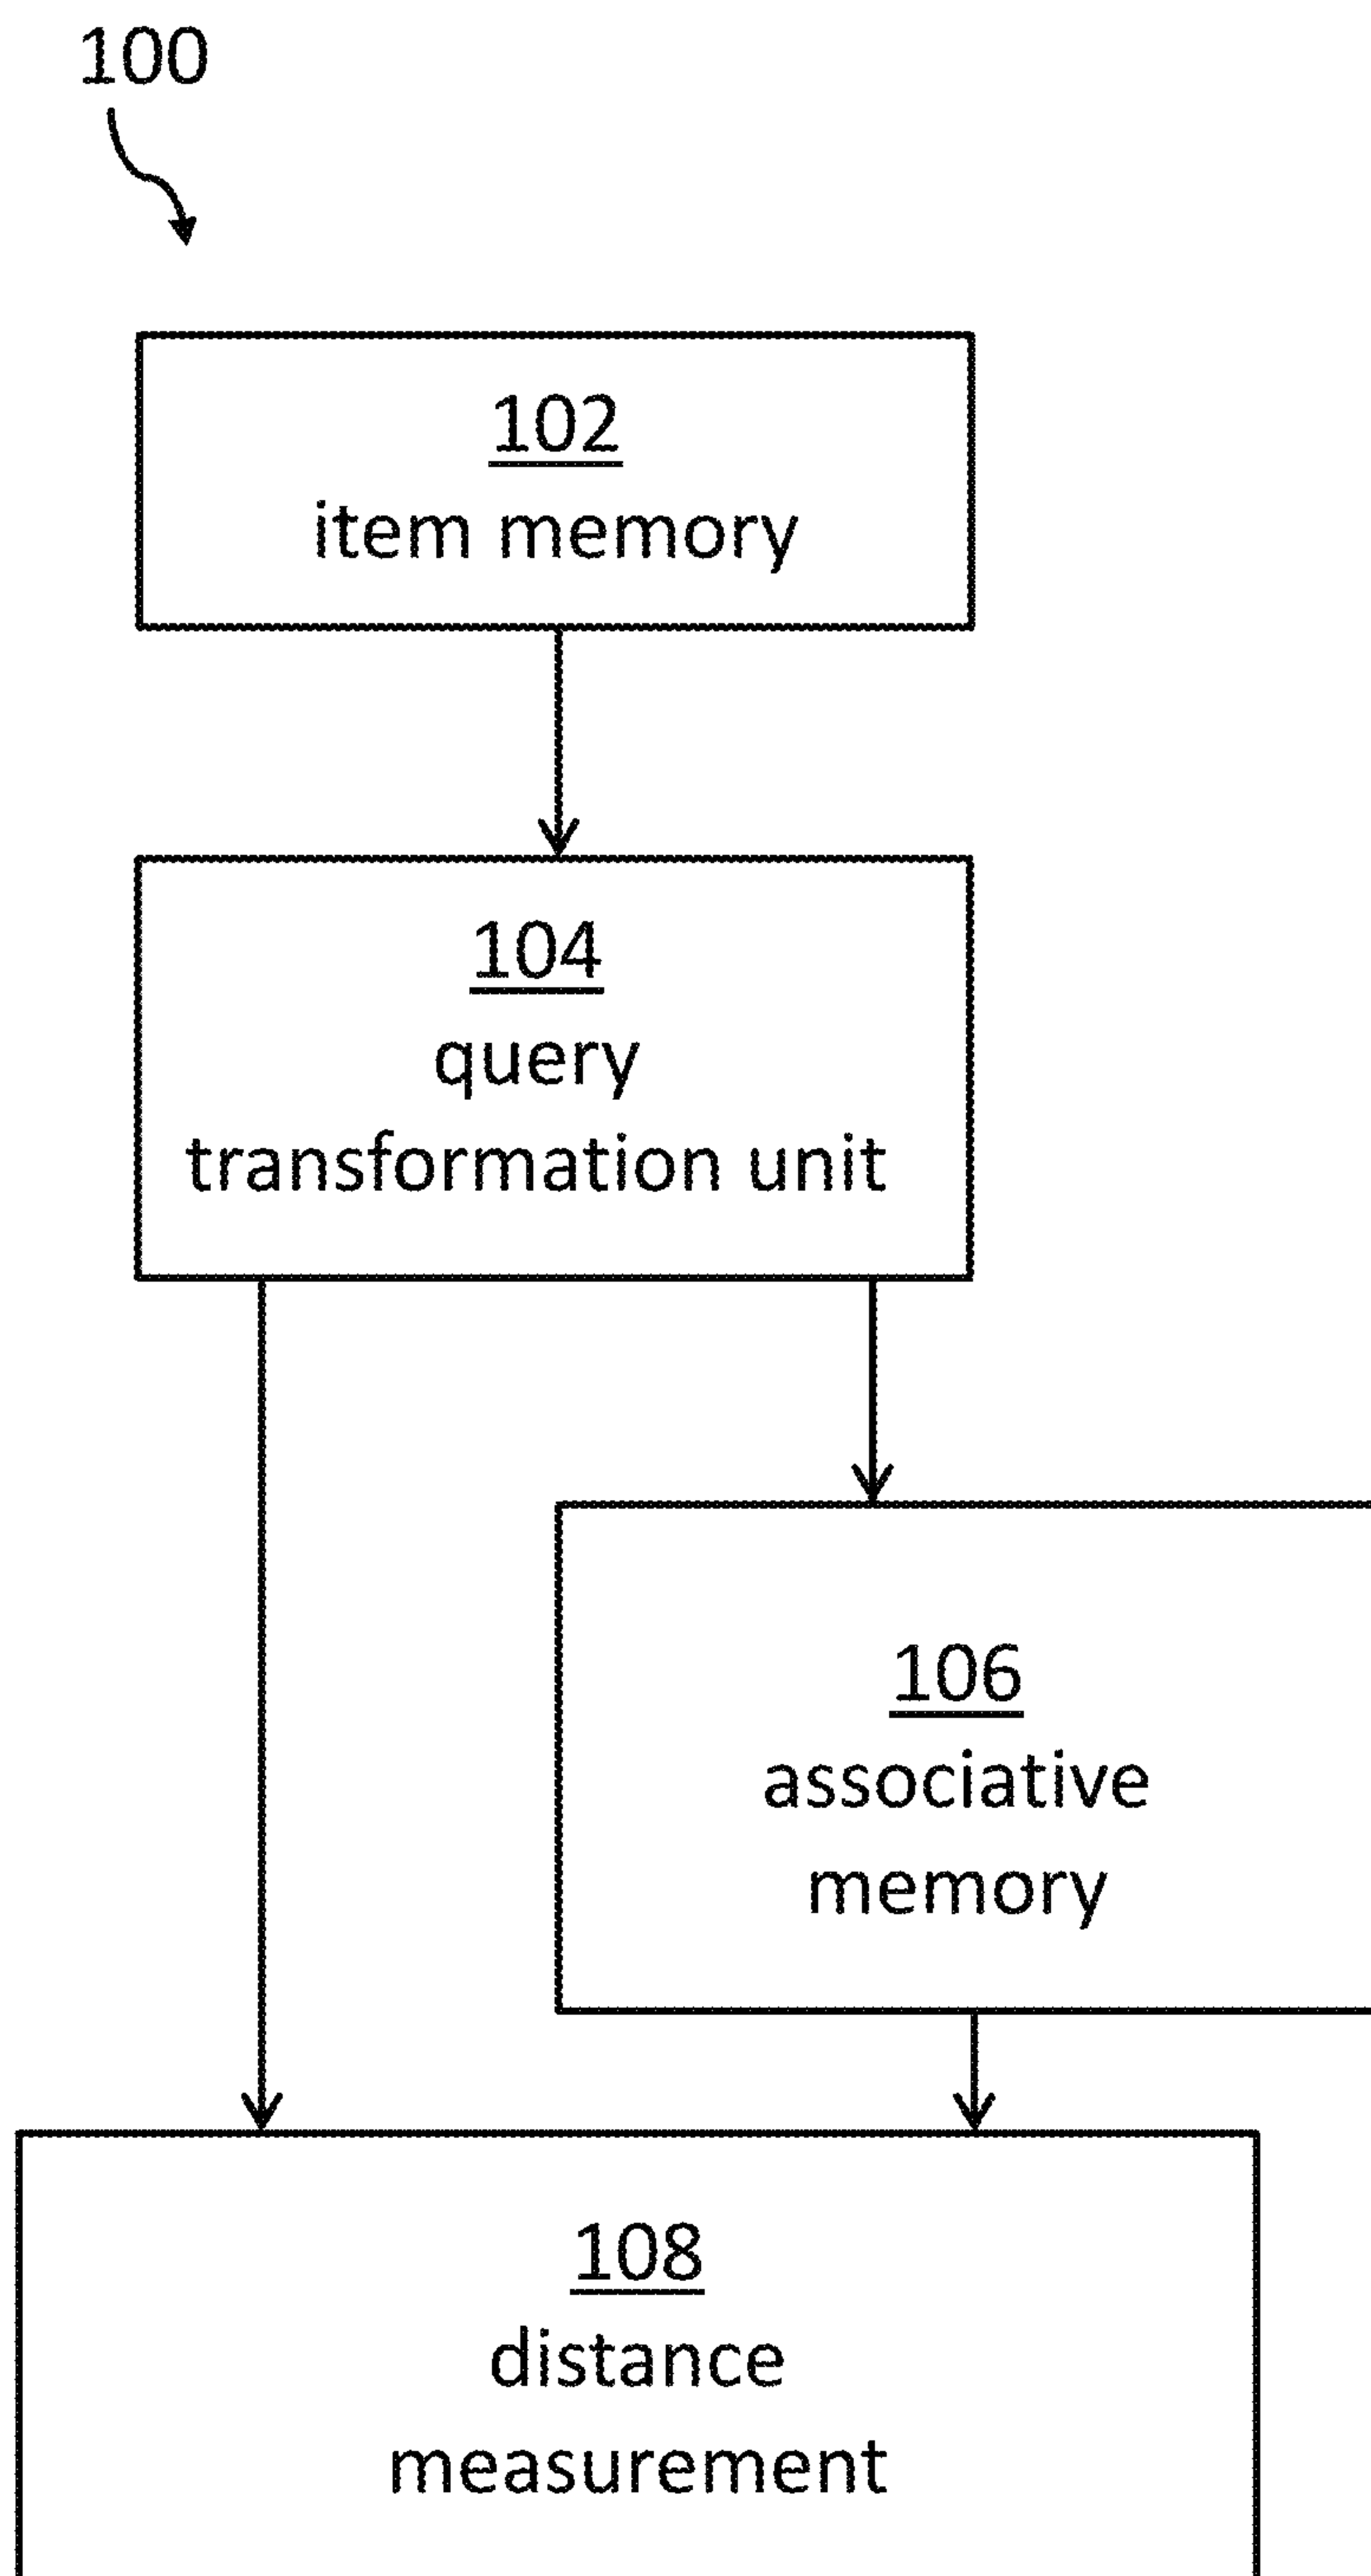 100
102
item memory
104
query
transformation unit
106
associative
memory
108
distance
measurement